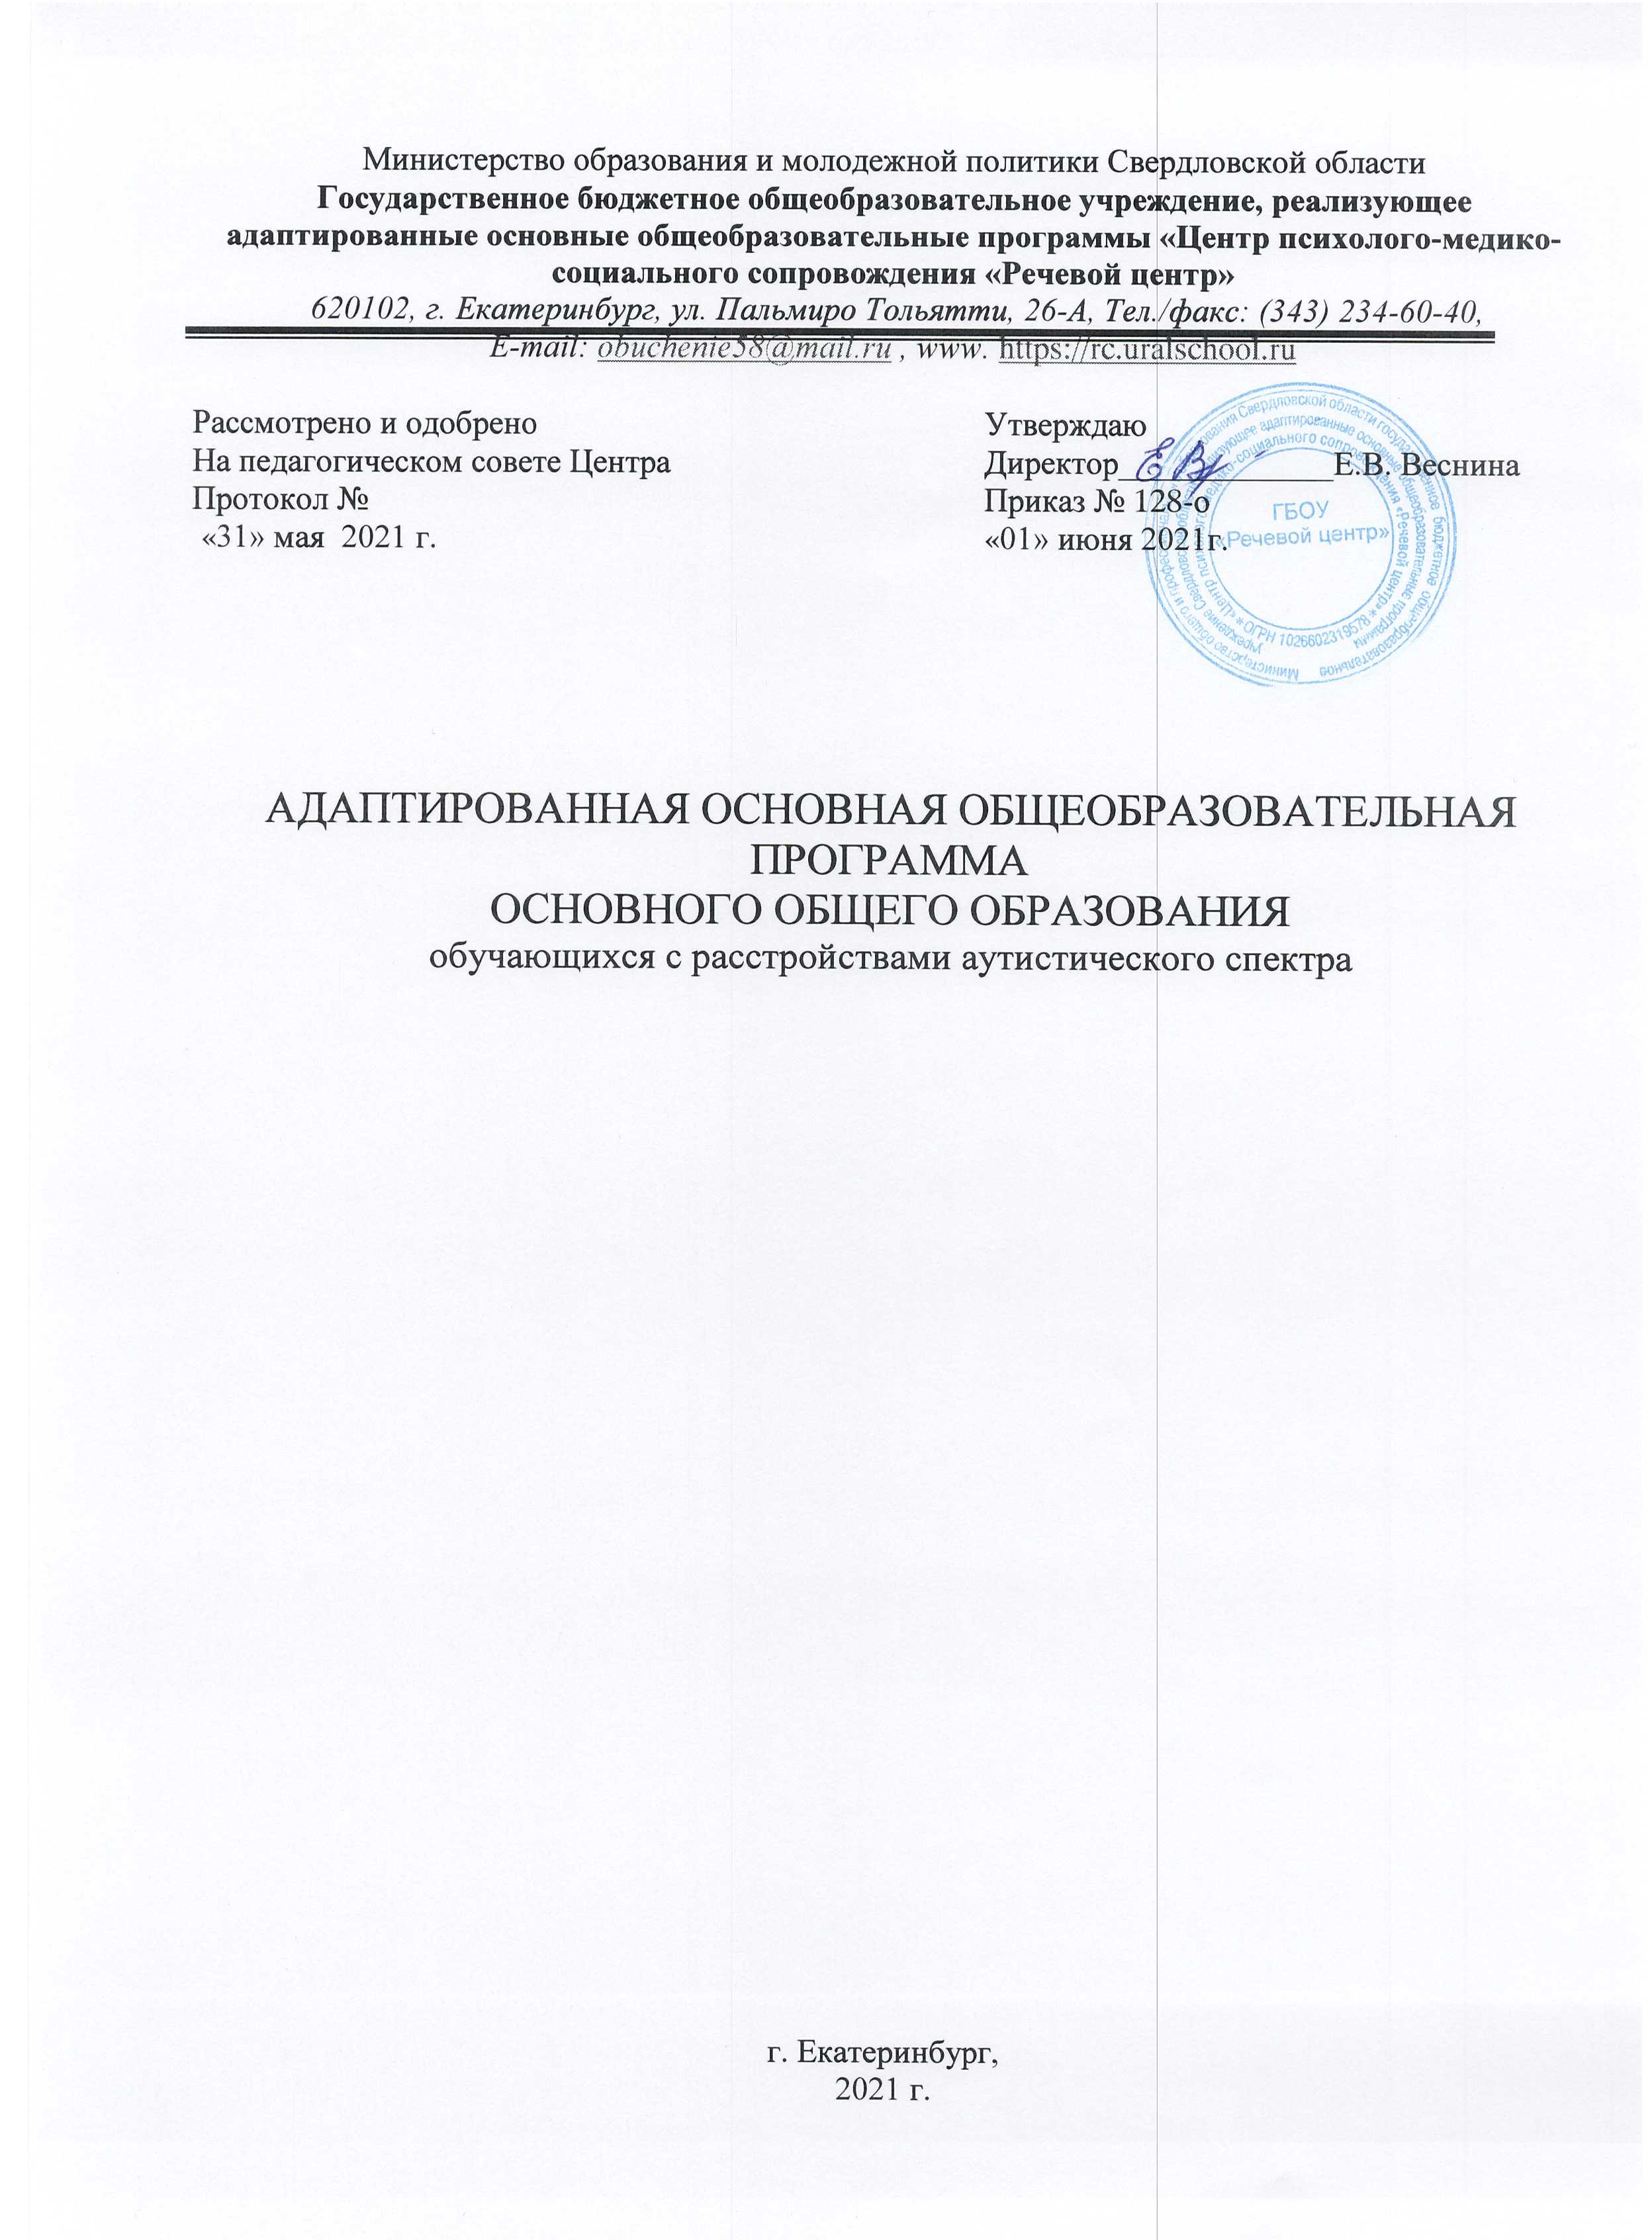 Министерство образования и молодежной политики Свердловской области
Государственное бюджетное общеобразовательное учреждение, реализующее
адаптированные основные общеобразовательные программы «Центр психолого-медико-
социального сопровождения «Речевой центр»
620102, г. Екатеринбург, ул. Пальмиро Тольятти, 26-А, Тел./факс: (343) 234-60-40,
E-mail: obuchenie58@mail.ru , www. https://rc.uralschool.ru
Рассмотрено и одобрено
На педагогическом совете Центра
Протокол №
«31» мая 2021 г.
Утверждаю
Директор_____________Е.В. Веснина
Приказ № 128-о
«01» июня 2021г.
ГБОУ
«Речевой центр»
* ОГРН 1026602319578 *
АДАПТИРОВАННАЯ ОСНОВНАЯ ОБЩЕОБРАЗОВАТЕЛЬНАЯ
ПРОГРАММА
ОСНОВНОГО ОБЩЕГО ОБРАЗОВАНИЯ
обучающихся с расстройствами аутистического спектра
г. Екатеринбург,
2021 г.